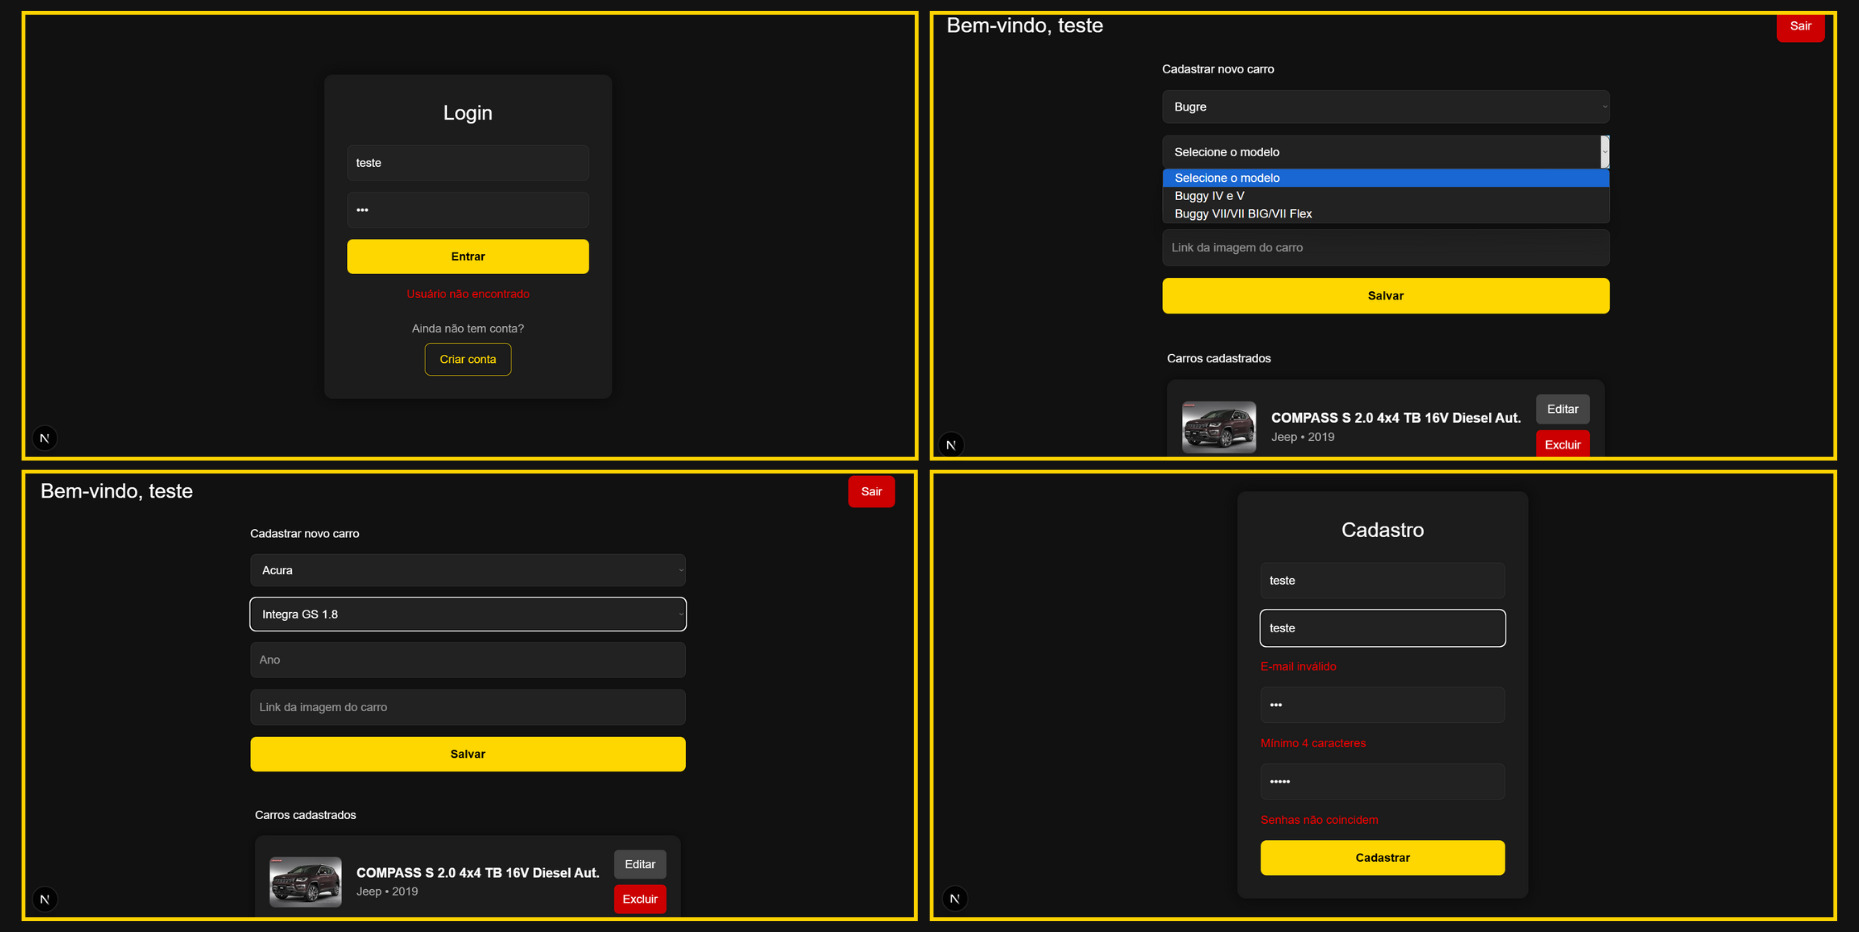 Login
teste
•••
Entrar
Usuário não encontrado
Ainda não tem conta?
Criar conta
N
Bem-vindo, teste
Sair
Cadastrar novo carro
Bugre
Selecione o modelo
Selecione o modelo
Buggy IV e V
Buggy VII/VII BIG/VII Flex
Link da imagem do carro
Salvar
Carros cadastrados
COMPASS S 2.0 4x4 TB 16V Diesel Aut.
Jeep • 2019
Editar
Excluir
N
Bem-vindo, teste
Sair
Cadastrar novo carro
Acura
Integra GS 1.8
Ano
Link da imagem do carro
Salvar
Carros cadastrados
COMPASS S 2.0 4x4 TB 16V Diesel Aut.
Jeep • 2019
Editar
Excluir
N
Cadastro
teste
teste
E-mail inválido
•••
Mínimo 4 caracteres
•••••
Senhas não coincidem
Cadastrar
N